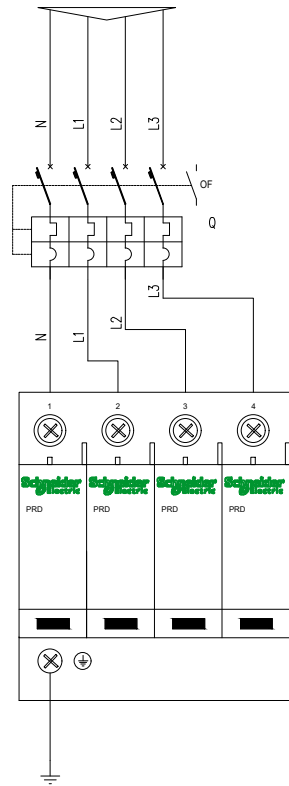 N L1 L2 L3
OF
Q
N L1 L2 L3
1 2 3 4
Schneider Schneider Schneider Schneider
Electric Electric Electric Electric
PRD PRD PRD PRD